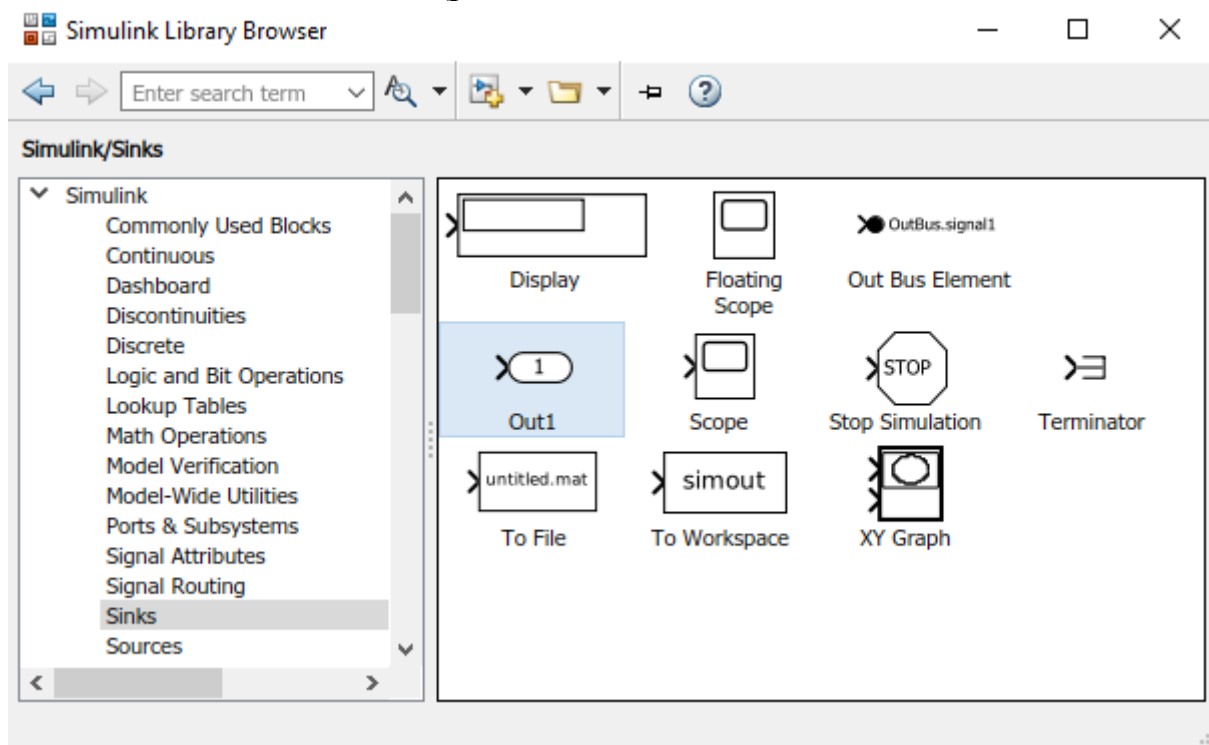 Simulink Library Browser
Enter search term
Simulink/Sinks
Simulink
Commonly Used Blocks
Continuous
Dashboard
Discontinuities
Discrete
Logic and Bit Operations
Lookup Tables
Math Operations
Model Verification
Model-Wide Utilities
Ports & Subsystems
Signal Attributes
Signal Routing
Sinks
Sources
Display
Floating
Scope
OutBus.signal1
Out Bus Element
1
Out1
Scope
STOP
Stop Simulation
Terminator
untitled.mat
To File
simout
To Workspace
XY Graph